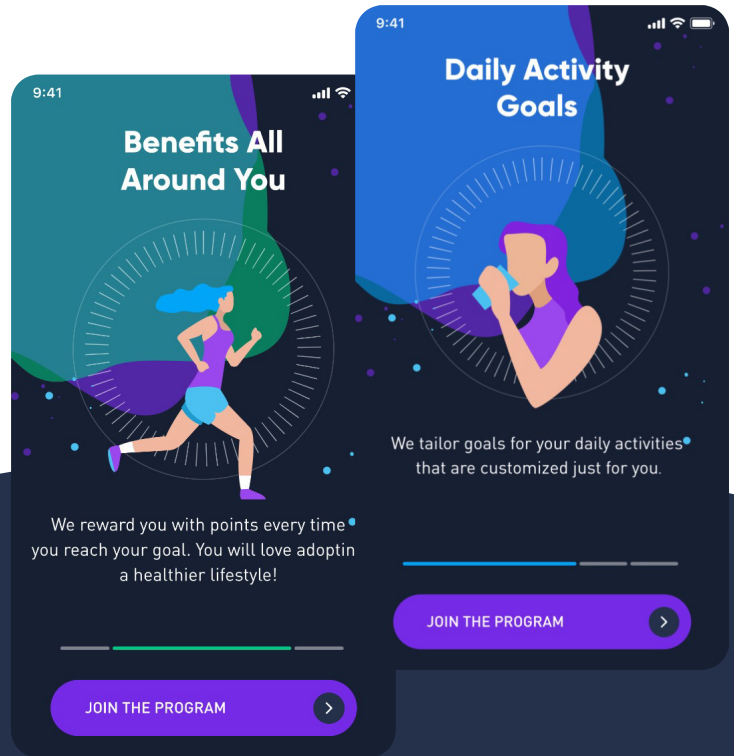 9:41
Benefits All
Around You
We reward you with points every time
you reach your goal. You will love adoptin
a healthier lifestyle!
JOIN THE PROGRAM
9:41
Daily Activity
Goals
We tailor goals for your daily activities
that are customized just for you.
JOIN THE PROGRAM